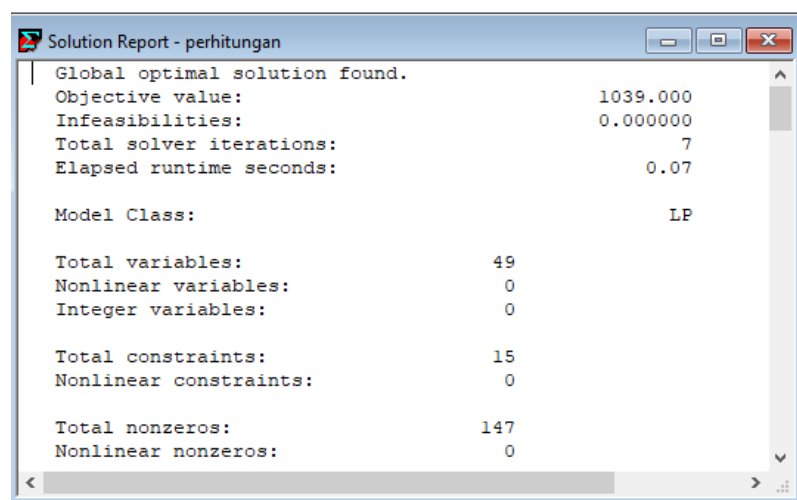 Solution Report - perhitungan
Global optimal solution found.
Objective value: 1039.000
Infeasibilities: 0.000000
Total solver iterations: 7
Elapsed runtime seconds: 0.07
Model Class: LP
Total variables: 49
Nonlinear variables: 0
Integer variables: 0
Total constraints: 15
Nonlinear constraints: 0
Total nonzeros: 147
Nonlinear nonzeros: 0